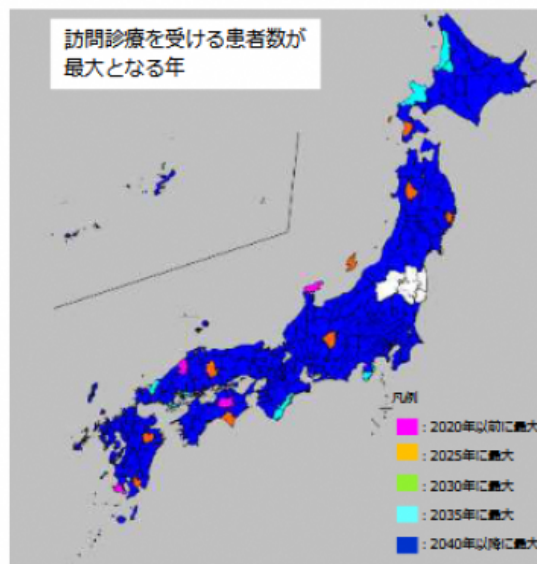 訪問診療を受ける患者数が
最大となる年
凡例
：2020年以前に最大
：2025年に最大
：2030年に最大
：2035年に最大
：2040年以降に最大